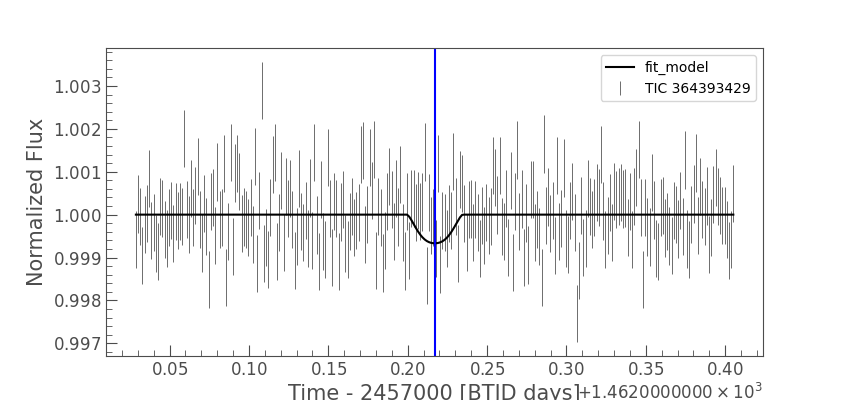 Normalized Flux
1.003
1.002
1.001
1.000
0.999
0.998
0.997
fit_model
TIC 364393429
0.05 0.10 0.15 0.20 0.25 0.30 0.35 0.40
Time - 2457000 [BTJD days]
+1.4620000000 × 10³